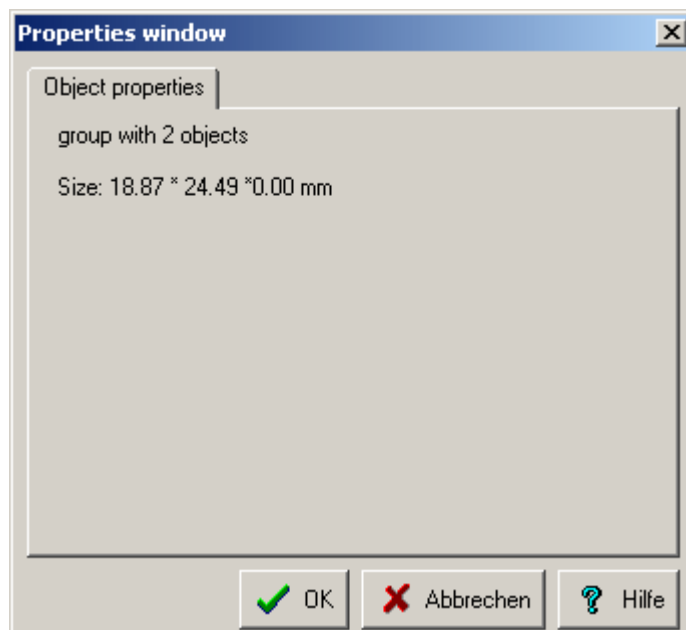 Properties window
Object properties
group with 2 objects
Size: 18.87 * 24.49 *0.00 mm
OK Abbrechen Hilfe